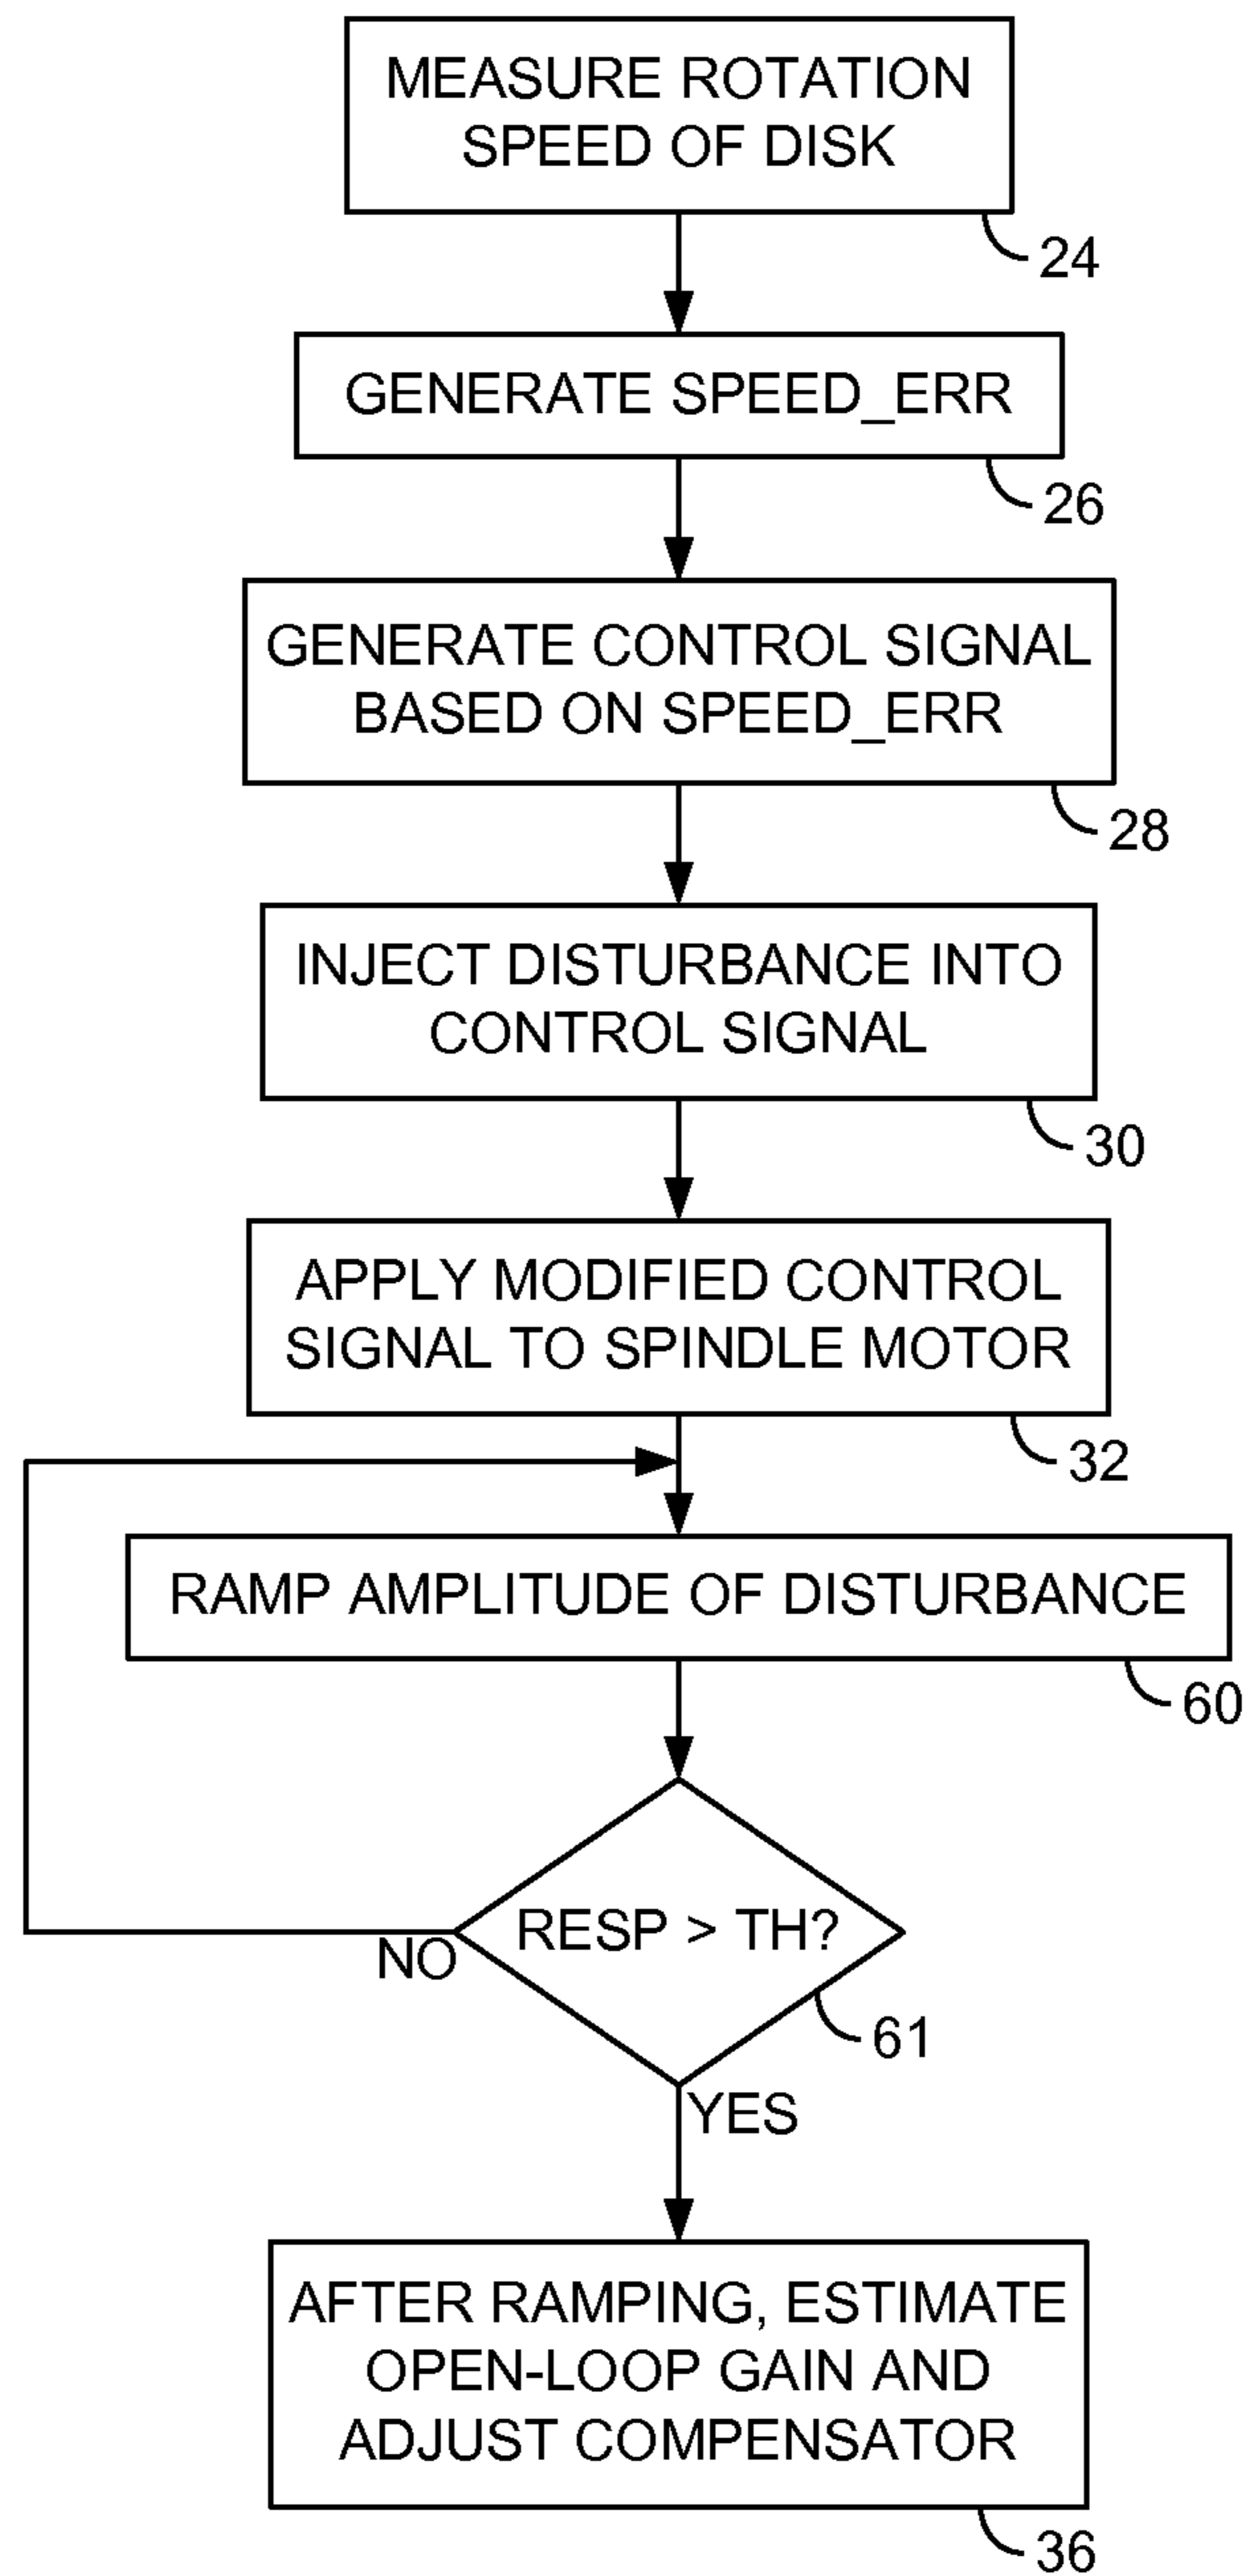 MEASURE ROTATION
SPEED OF DISK
24
GENERATE SPEED_ERR
26
GENERATE CONTROL SIGNAL
BASED ON SPEED_ERR
28
INJECT DISTURBANCE INTO
CONTROL SIGNAL
30
APPLY MODIFIED CONTROL
SIGNAL TO SPINDLE MOTOR
32
RAMP AMPLITUDE OF DISTURBANCE
60
RESP > TH?
NO
61
YES
AFTER RAMPING, ESTIMATE
OPEN-LOOP GAIN AND
ADJUST COMPENSATOR
36